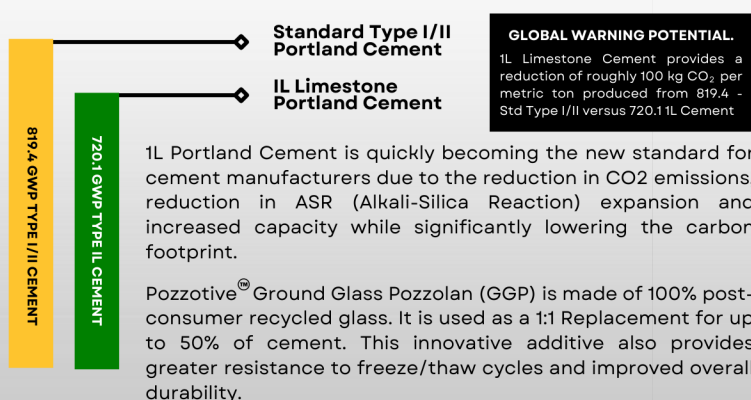 Standard Type I/II
Portland Cement
IL Limestone
Portland Cement
GLOBAL WARNING POTENTIAL.
1L Limestone Cement provides a
reduction of roughly 100 kg CO₂ per
metric ton produced from 819.4 -
Std Type I/II versus 720.1 1L Cement
819.4 GWP TYPE I/II CEMENT
720.1 GWP TYPE IL CEMENT
1L Portland Cement is quickly becoming the new standard for
cement manufacturers due to the reduction in CO2 emissions,
reduction in ASR (Alkali-Silica Reaction) expansion and
increased capacity while significantly lowering the carbon
footprint.
Pozzotive™ Ground Glass Pozzolan (GGP) is made of 100% post-
consumer recycled glass. It is used as a 1:1 Replacement for up
to 50% of cement. This innovative additive also provides
greater resistance to freeze/thaw cycles and improved overall
durability.